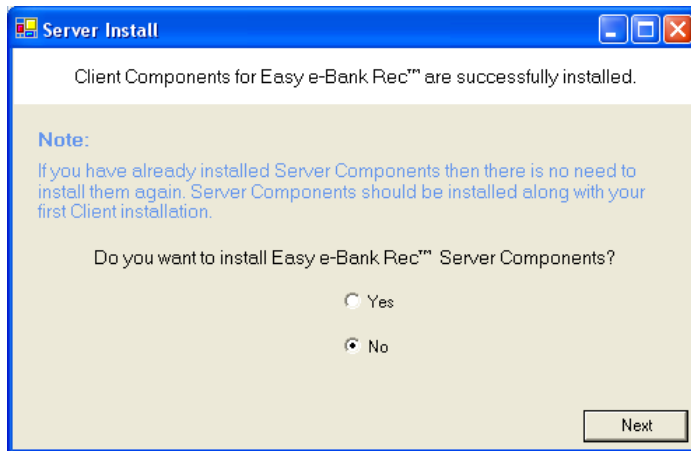 Server Install
Client Components for Easy e-Bank Rec™ are successfully installed.
Note:
If you have already installed Server Components then there is no need to
install them again. Server Components should be installed along with your
first Client installation.
Do you want to install Easy e-Bank Rec™ Server Components?
Yes
No
Next